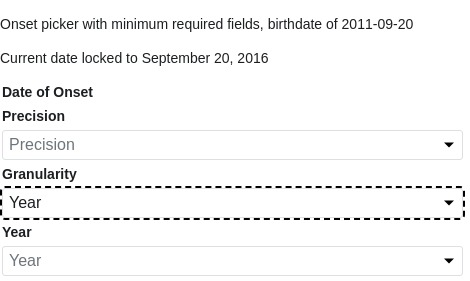 Onset picker with minimum required fields, birthdate of 2011-09-20
Current date locked to September 20, 2016
Date of Onset
Precision
Precision
Granularity
Year
Year
Year